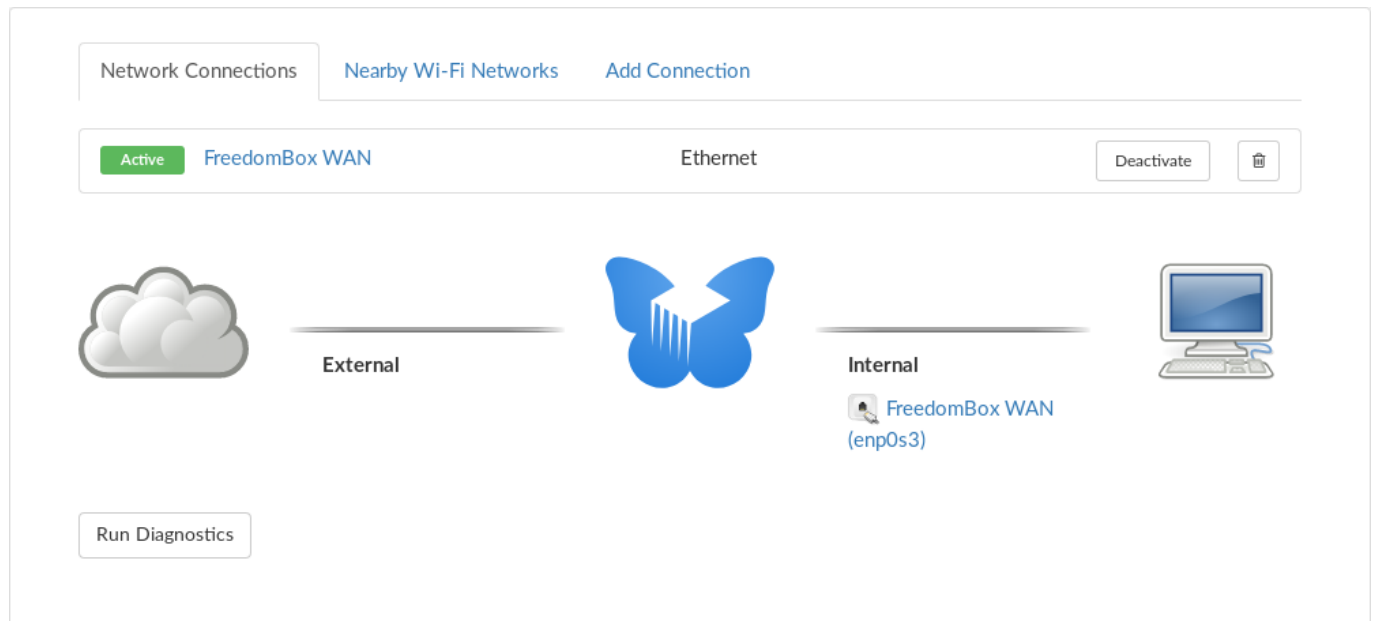 Network Connections Nearby Wi-Fi Networks Add Connection
Active FreedomBox WAN Ethernet Deactivate
External
Internal
FreedomBox WAN
(enp0s3)
Run Diagnostics